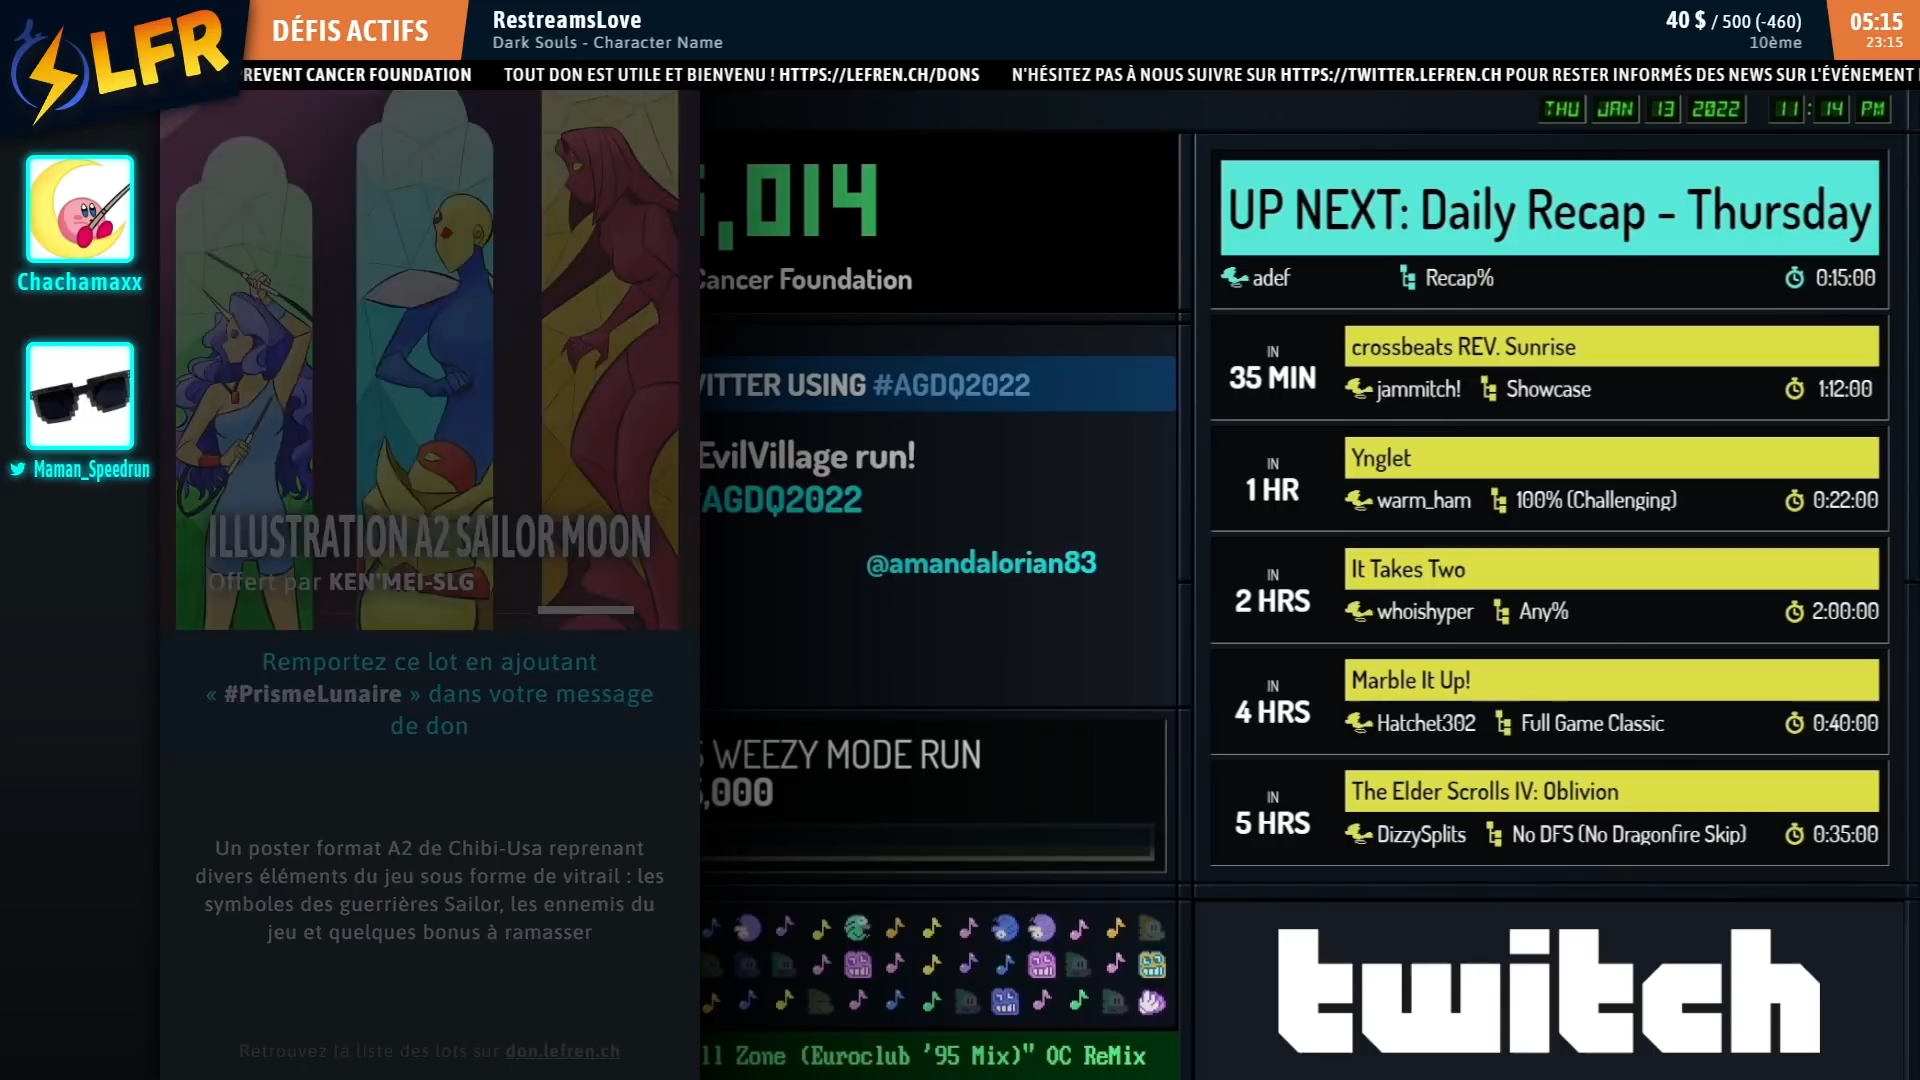 LFR
DÉFIS ACTIFS
RestreamsLove
Dark Souls - Character Name
40 $ / 500 (-460)
10ème
05:15
23:15
REVENT CANCER FOUNDATION TOUT DON EST UTILE ET BIENVENU ! HTTPS://LEFREN.CH/DONS N'HÉSITEZ PAS À NOUS SUIVRE SUR HTTPS://TWITTER.LEFREN.CH POUR RESTER INFORMÉS DES NEWS SUR L'ÉVÉNEMENT
THU JAN 13 2022 11:14 PM
Chachamaxx
Maman_Speedrun
ILLUSTRATION A2 SAILOR MOON
Offert par KEN'MEI-SLG
Remportez ce lot en ajoutant
« #PrismeLunaire » dans votre message
de don
Un poster format A2 de Chibi-Usa reprenant
divers éléments du jeu sous forme de vitrail : les
symboles des guerrières Sailor, les ennemis du
jeu et quelques bonus à ramasser
Retrouvez la liste des lots sur don.lefren.ch
,014
Cancer Foundation
WITTER USING #AGDQ2022
EvilVillage run!
#AGDQ2022
@amandalorian83
WEEZY MODE RUN
,000
ll Zone (Euroclub '95 Mix)" OC ReMix
UP NEXT: Daily Recap - Thursday
adef Recap% 0:15:00
IN
35 MIN
crossbeats REV. Sunrise
jammitch! Showcase 1:12:00
IN
1 HR
Ynglet
warm_ham 100% (Challenging) 0:22:00
IN
2 HRS
It Takes Two
whoishyper Any% 2:00:00
IN
4 HRS
Marble It Up!
Hatchet302 Full Game Classic 0:40:00
IN
5 HRS
The Elder Scrolls IV: Oblivion
DizzySplits No DFS (No Dragonfire Skip) 0:35:00
twitch